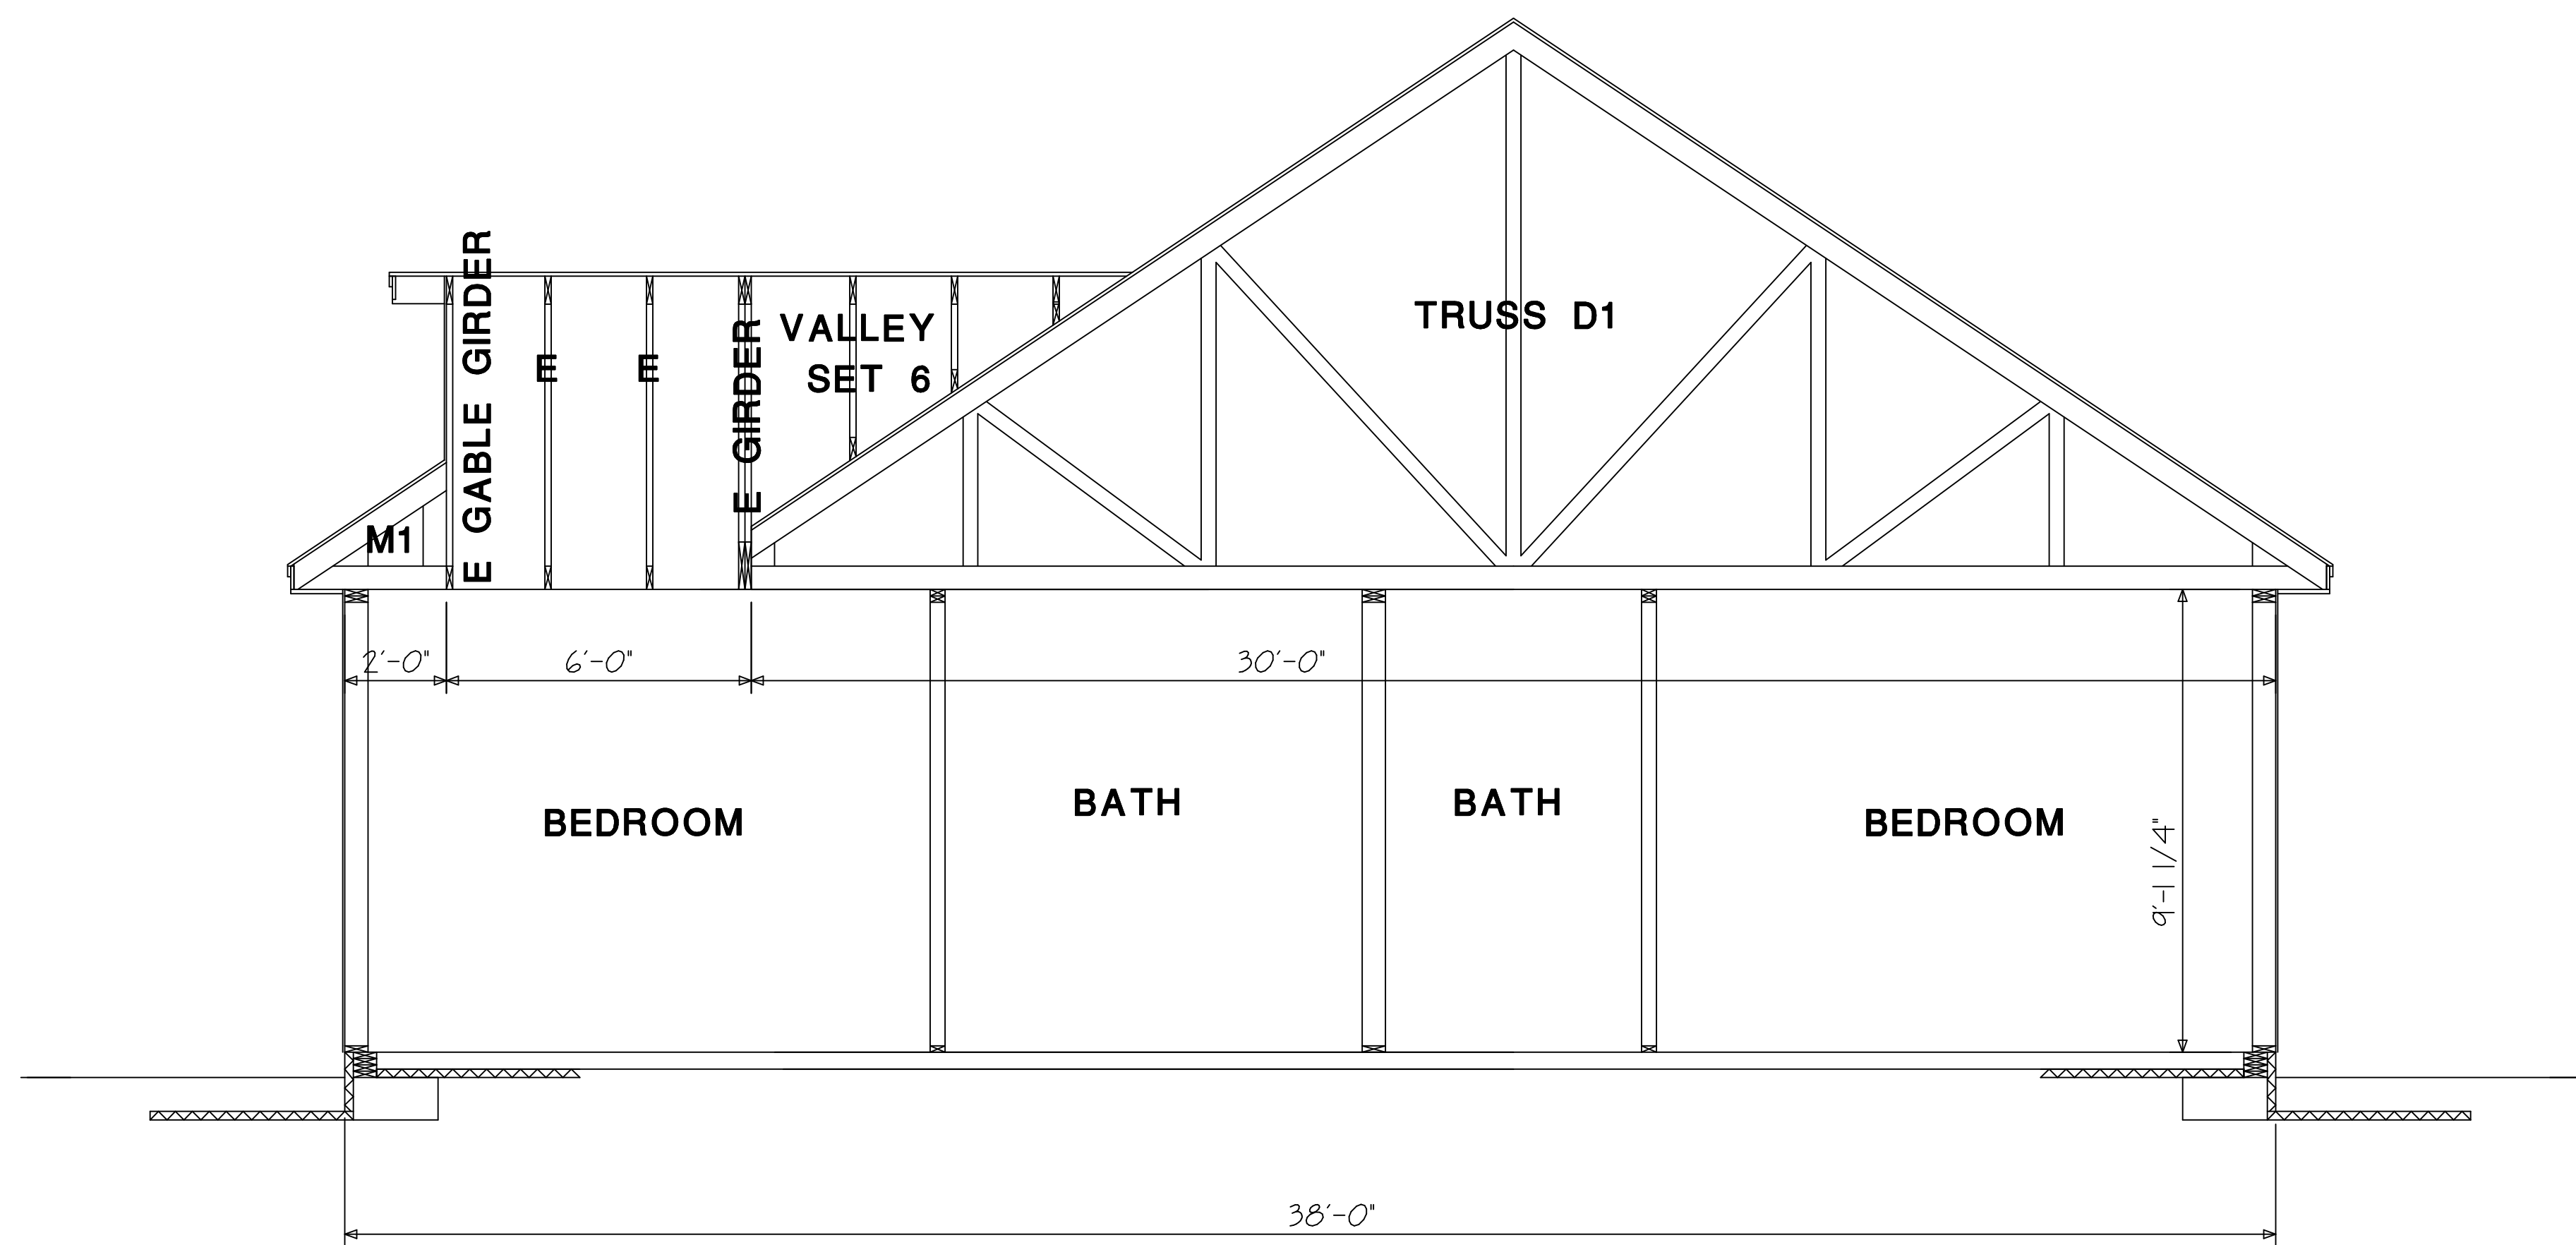 E GABLE GIRDER
TRUSS D1
VALLEY
SET 6
E
E
E GIRDER
M1
2'-0"
6'-0"
30'-0"
BEDROOM
BATH
BATH
BEDROOM
9'-1 1/4"
38'-0"